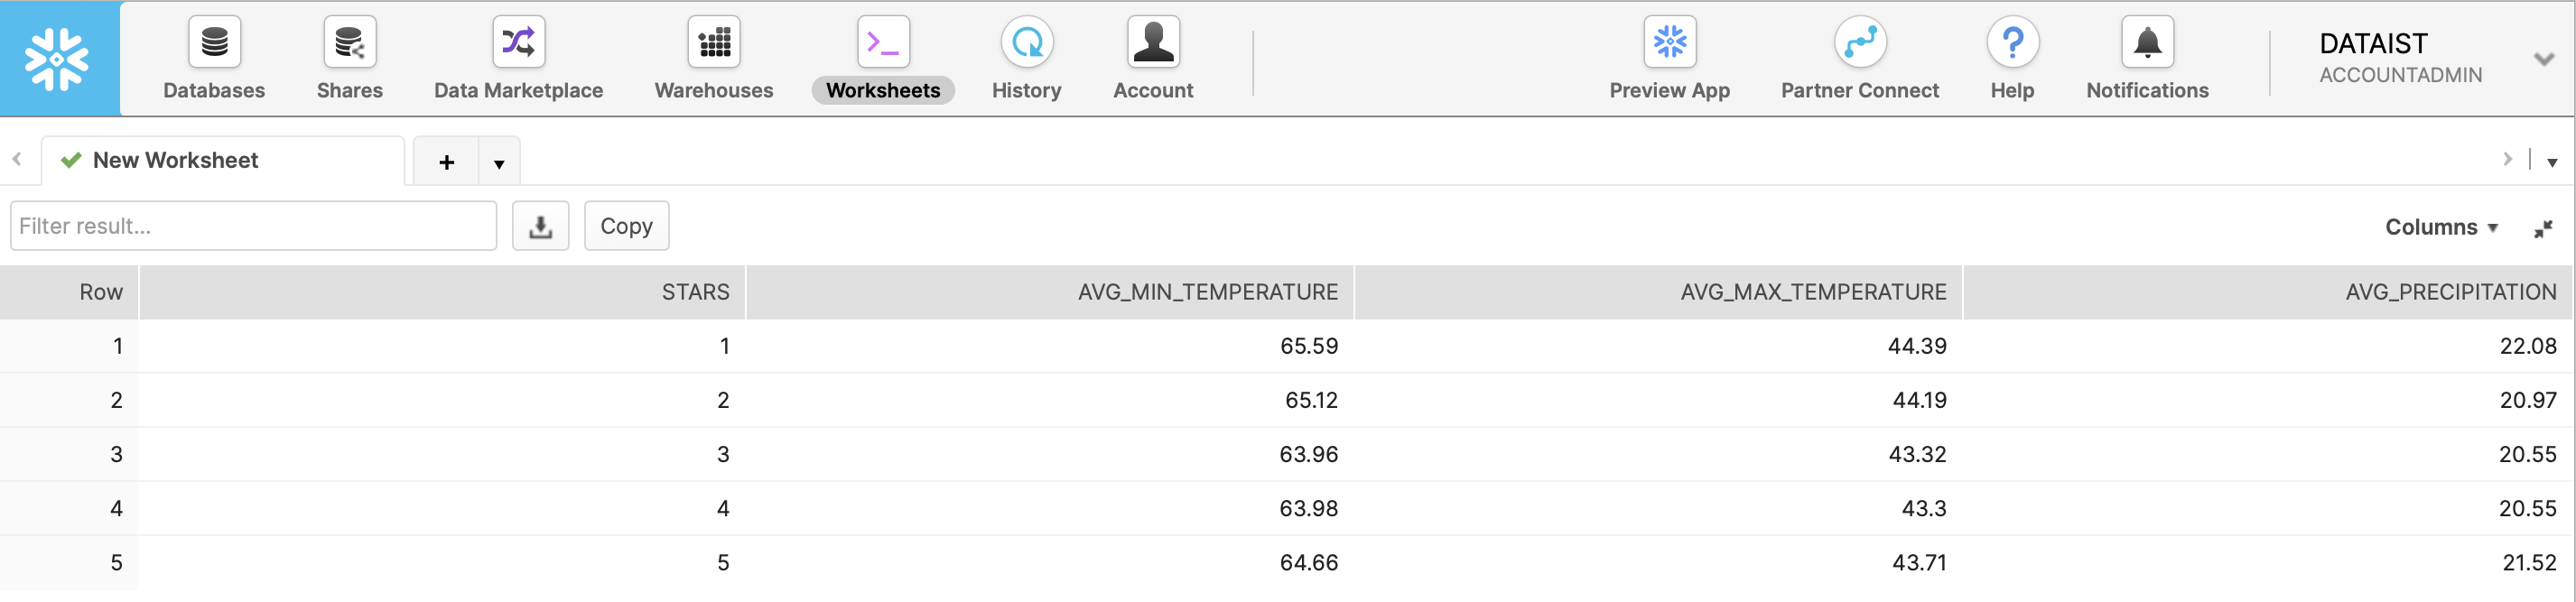 Databases Shares Data Marketplace Warehouses Worksheets History Account Preview App Partner Connect Help Notifications DATAIST
ACCOUNTADMIN
New Worksheet +
Filter result... Copy Columns
Row STARS AVG_MIN_TEMPERATURE AVG_MAX_TEMPERATURE AVG_PRECIPITATION
1 1 65.59 44.39 22.08
2 2 65.12 44.19 20.97
3 3 63.96 43.32 20.55
4 4 63.98 43.3 20.55
5 5 64.66 43.71 21.52